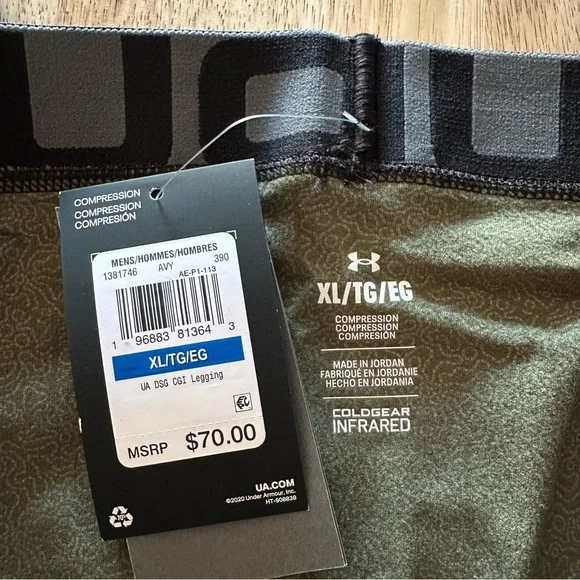 COMPRESSION
COMPRESSION
COMPRESIÓN
MENS/HOMMES/HOMBRES
1381746 AVY 390
AE-P1-113
1 96883 81364 3
XL/TG/EG
UA DSG CGI Legging
MSRP $70.00
UA.COM
©2020 Under Armour, Inc.
HT-908838
XL/TG/EG
COMPRESSION
COMPRESSION
COMPRESIÓN
MADE IN JORDAN
FABRIQUÉ EN JORDANIE
HECHO EN JORDANIA
COLDGEAR
INFRARED